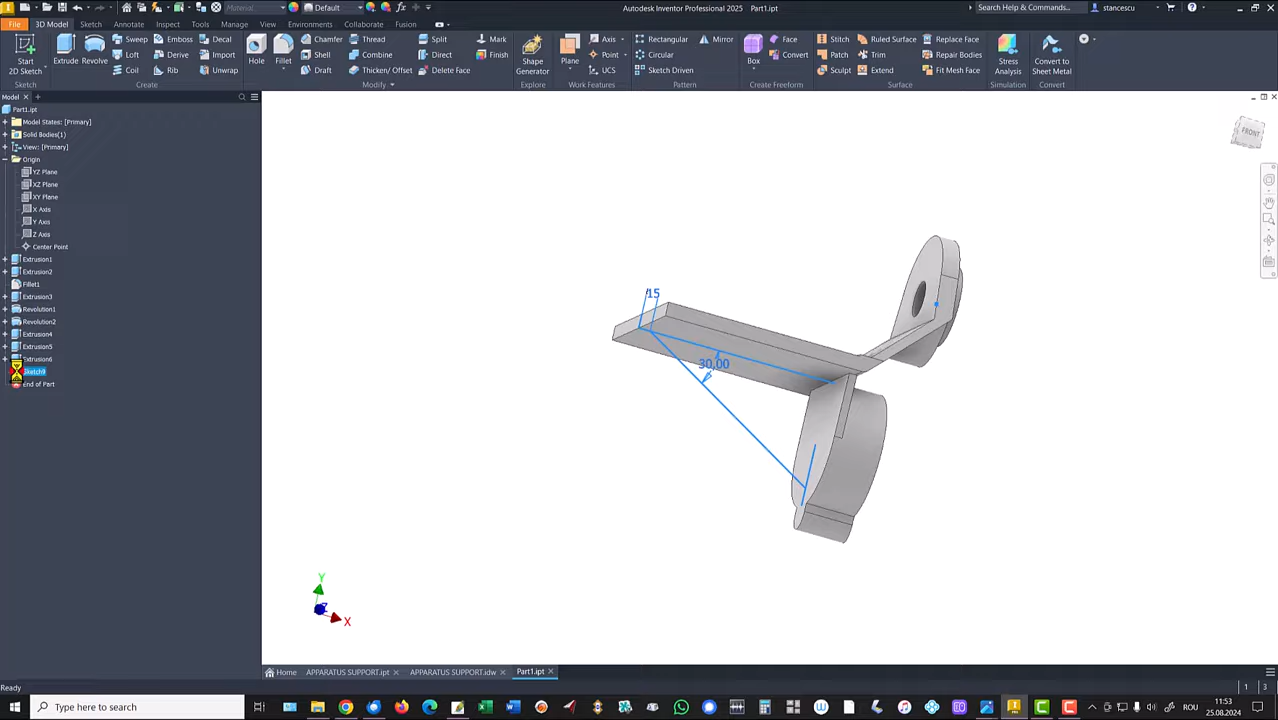 Material
Default
Autodesk Inventor Professional 2025 Part1.ipt
Search Help & Commands...
stancescu
File
3D Model
Sketch
Annotate
Inspect
Tools
Manage
View
Environments
Collaborate
Fusion
Start
2D Sketch
Extrude
Revolve
Sweep
Emboss
Decal
Loft
Derive
Import
Coil
Rib
Unwrap
Hole
Fillet
Chamfer
Thread
Split
Mark
Shell
Combine
Direct
Finish
Draft
Thicken/ Offset
Delete Face
Shape
Generator
Plane
Axis
Point
UCS
Rectangular
Mirror
Circular
Sketch Driven
Box
Face
Convert
Stitch
Ruled Surface
Replace Face
Patch
Trim
Repair Bodies
Sculpt
Extend
Fit Mesh Face
Stress
Analysis
Convert to
Sheet Metal
Sketch
Create
Modify
Explore
Work Features
Pattern
Create Freeform
Surface
Simulation
Convert
Model
Part1.ipt
Model States: [Primary]
Solid Bodies(1)
View: [Primary]
Origin
YZ Plane
XZ Plane
XY Plane
X Axis
Y Axis
Z Axis
Center Point
Extrusion1
Extrusion2
Fillet1
Extrusion3
Revolution1
Revolution2
Extrusion4
Extrusion5
Extrusion6
Sketch9
End of Part
FRONT
15
30,00
Y
Z
X
Home
APPARATUS SUPPORT.ipt
APPARATUS SUPPORT.idw
Part1.ipt
Ready
1
3
Type here to search
ROU
11:53
25.08.2024